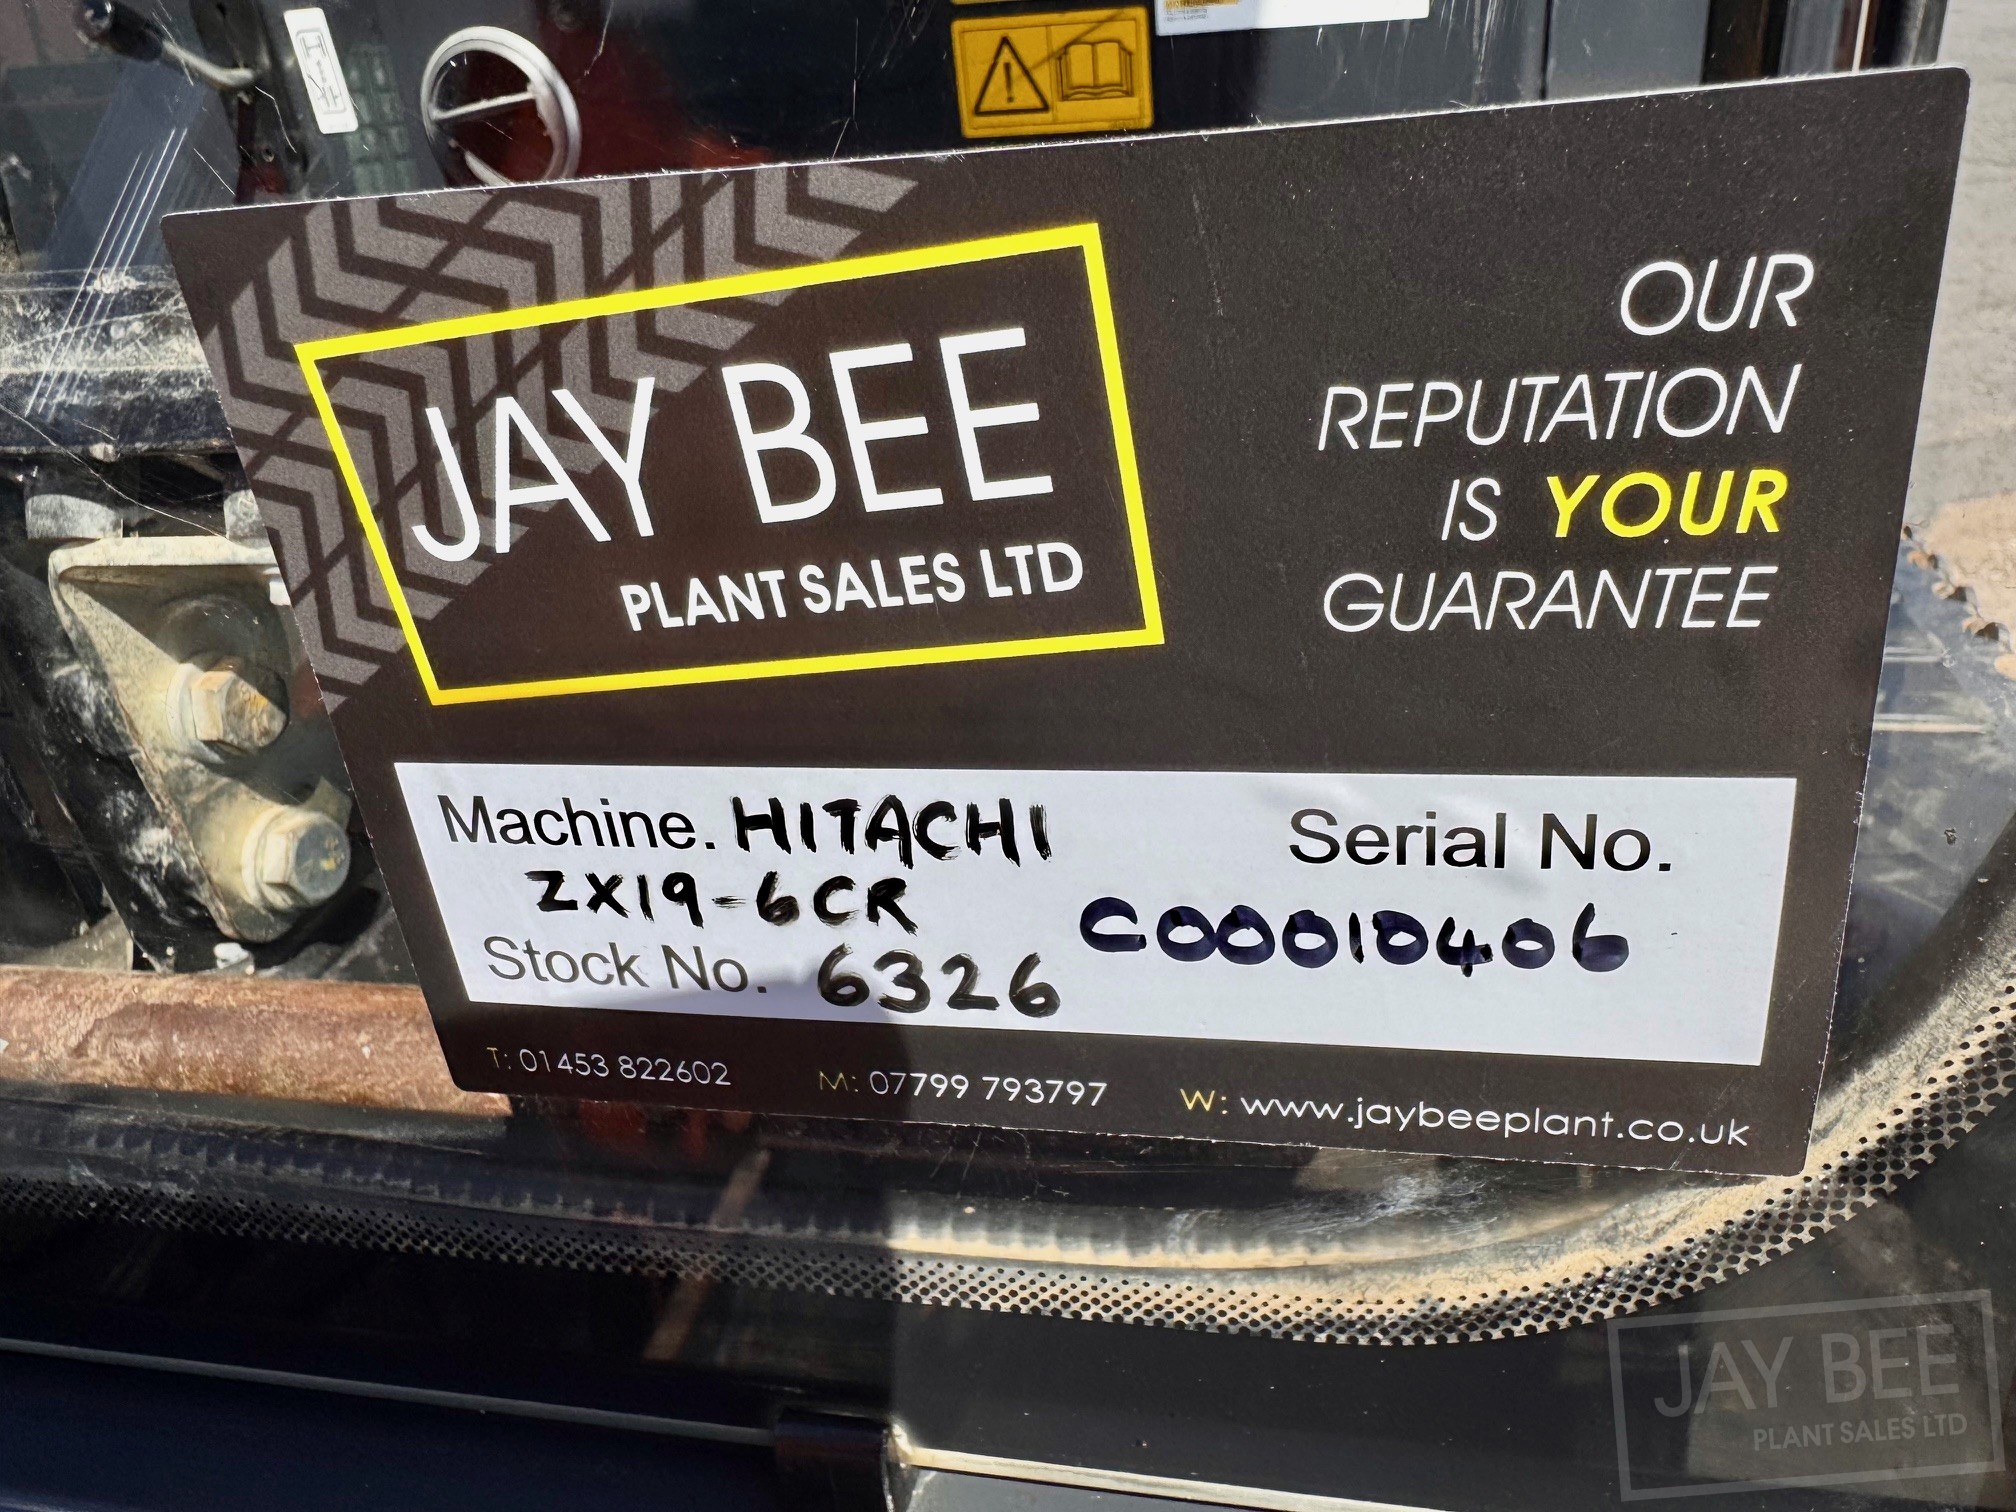 JAY BEE
PLANT SALES LTD
OUR
REPUTATION
IS YOUR
GUARANTEE
Machine. HITACHI
ZX19-6CR
Stock No. 6326
Serial No.
C00010406
T: 01453 822602 M: 07799 793797 W: www.jaybeeplant.co.uk
JAY BEE
PLANT SALES LTD